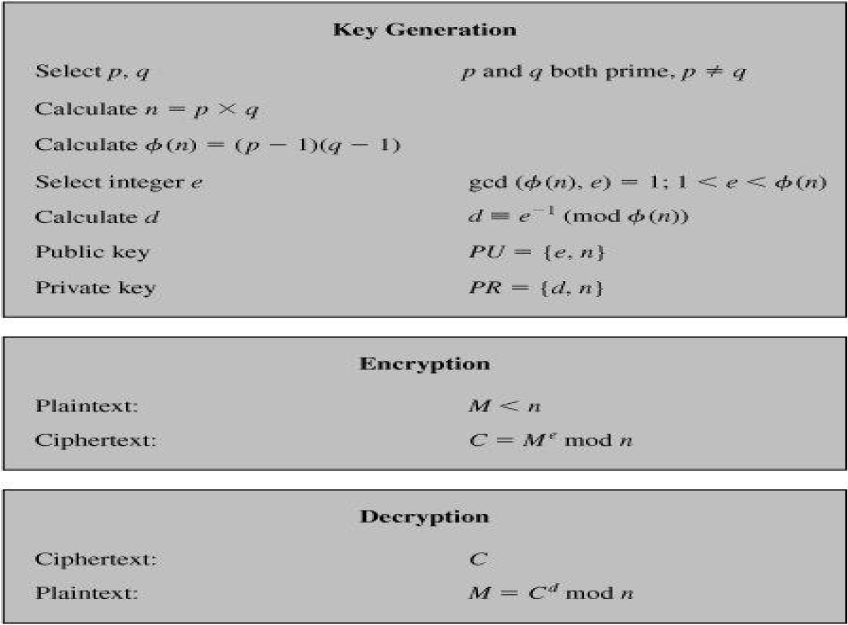 Key Generation
Select p, q p and q both prime, p ≠ q
Calculate n = p × q
Calculate ϕ(n) = (p − 1)(q − 1)
Select integer e gcd (ϕ(n), e) = 1; 1 < e < ϕ(n)
Calculate d d ≡ e⁻¹ (mod ϕ(n))
Public key PU = {e, n}
Private key PR = {d, n}
Encryption
Plaintext: M < n
Ciphertext: C = Mᵉ mod n
Decryption
Ciphertext: C
Plaintext: M = Cᵈ mod n